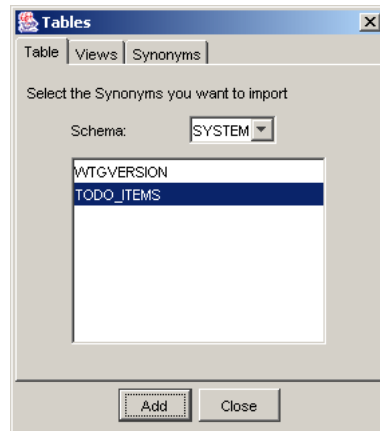 Tables
Table Views Synonyms
Select the Synonyms you want to import
Schema: SYSTEM
WTGVERSION
TODO_ITEMS
Add Close